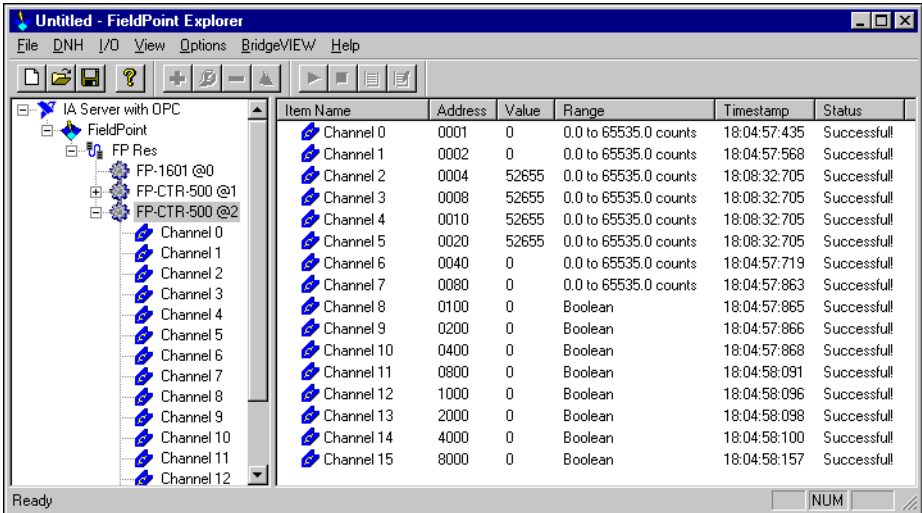 Untitled - FieldPoint Explorer
File DNH I/O View Options BridgeVIEW Help
IA Server with OPC
FieldPoint
FP Res
FP-1601 @0
FP-CTR-500 @1
FP-CTR-500 @2
Channel 0
Channel 1
Channel 2
Channel 3
Channel 4
Channel 5
Channel 6
Channel 7
Channel 8
Channel 9
Channel 10
Channel 11
Channel 12
Item Name Address Value Range Timestamp Status
Channel 0 0001 0 0.0 to 65535.0 counts 18:04:57:435 Successful!
Channel 1 0002 0 0.0 to 65535.0 counts 18:04:57:568 Successful!
Channel 2 0004 52655 0.0 to 65535.0 counts 18:08:32:705 Successful!
Channel 3 0008 52655 0.0 to 65535.0 counts 18:08:32:705 Successful!
Channel 4 0010 52655 0.0 to 65535.0 counts 18:08:32:705 Successful!
Channel 5 0020 52655 0.0 to 65535.0 counts 18:08:32:705 Successful!
Channel 6 0040 0 0.0 to 65535.0 counts 18:04:57:719 Successful!
Channel 7 0080 0 0.0 to 65535.0 counts 18:04:57:863 Successful!
Channel 8 0100 0 Boolean 18:04:57:865 Successful!
Channel 9 0200 0 Boolean 18:04:57:866 Successful!
Channel 10 0400 0 Boolean 18:04:57:868 Successful!
Channel 11 0800 0 Boolean 18:04:58:091 Successful!
Channel 12 1000 0 Boolean 18:04:58:096 Successful!
Channel 13 2000 0 Boolean 18:04:58:098 Successful!
Channel 14 4000 0 Boolean 18:04:58:100 Successful!
Channel 15 8000 0 Boolean 18:04:58:157 Successful!
Ready NUM